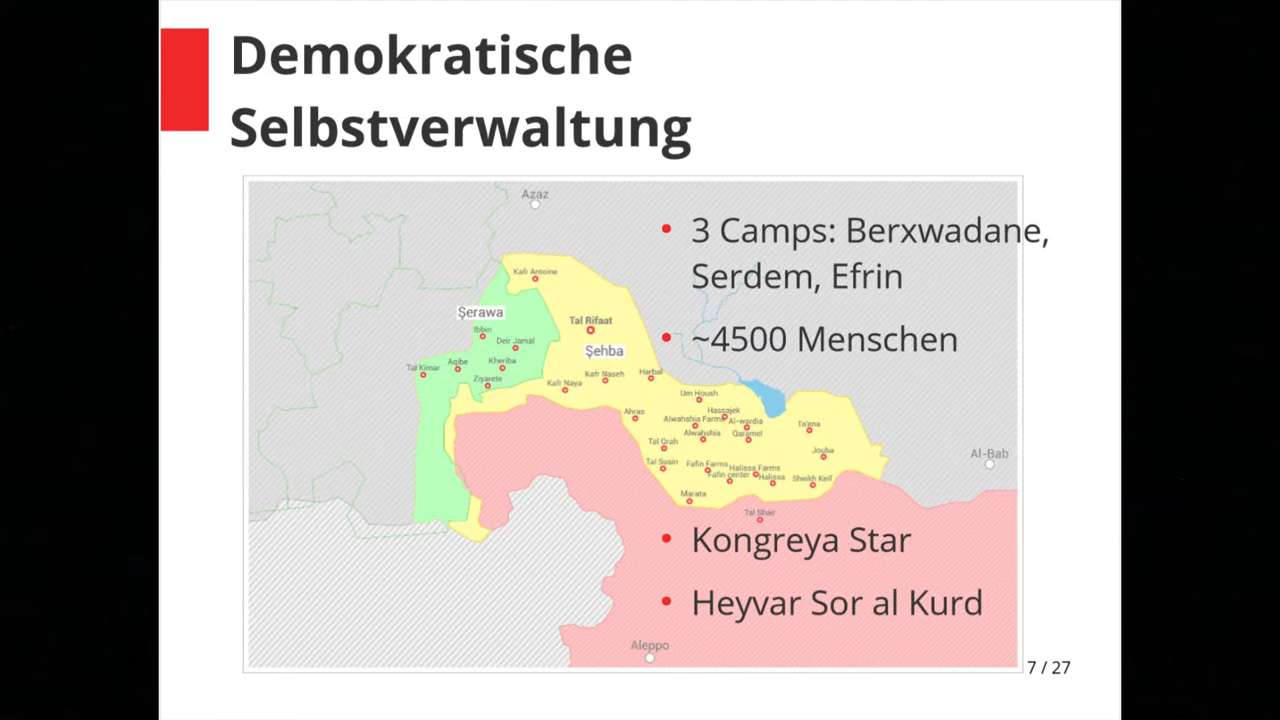 Demokratische
Selbstverwaltung
Azaz
• 3 Camps: Berxwadane,
Serdem, Efrin
Kafr Antoine
Şerawa
Tal Rifaat
Ibbin
• ~4500 Menschen
Deir Jamal
Şehba
Aqibe
Kheriba
Tal Kimar
Kafr Naseh
Harbal
Ziyarete
Kafr Naya
Um Housh
Ahras
Hassajek
Alwahshia Farms
Al-wardia
Ta'ana
Alwahshia
Qaramel
Tal Qrah
Jouba
Al-Bab
Tal Susin
Fafin Farms
Halissa Farms
Fafin center
Halissa
Sheikh Keif
Marata
Tal Shair
• Kongreya Star
• Heyvar Sor al Kurd
Aleppo
7 / 27